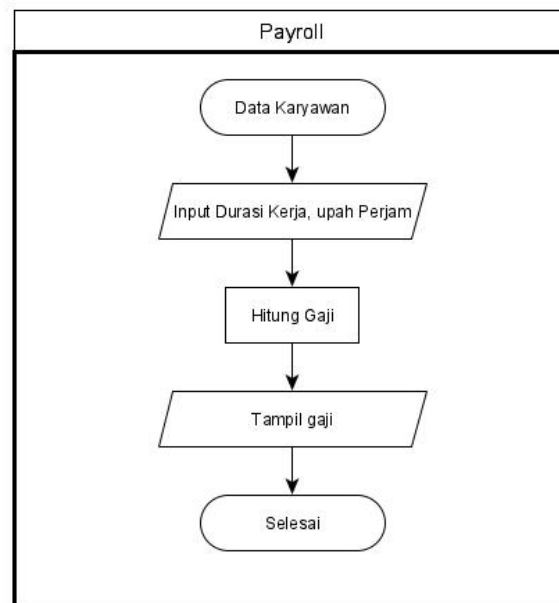 Payroll
Data Karyawan
Input Durasi Kerja, upah Perjam
Hitung Gaji
Tampil gaji
Selesai